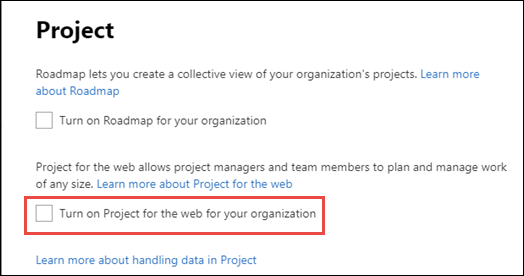 Project
Roadmap lets you create a collective view of your organization's projects. Learn more
about Roadmap
Turn on Roadmap for your organization
Project for the web allows project managers and team members to plan and manage work
of any size. Learn more about Project for the web
Turn on Project for the web for your organization
Learn more about handling data in Project